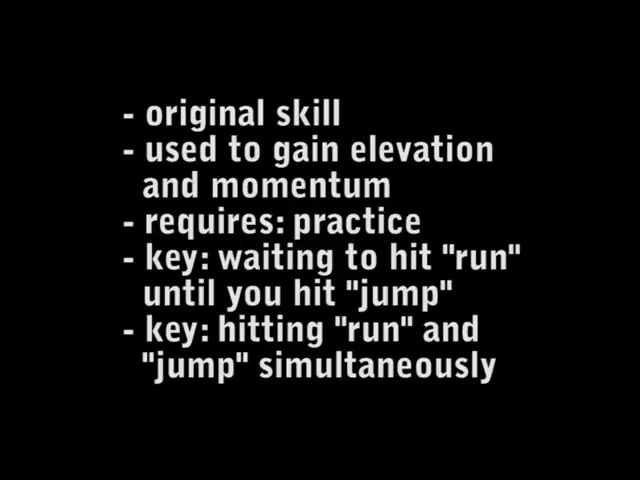 - original skill
- used to gain elevation
and momentum
- requires: practice
- key: waiting to hit "run"
until you hit "jump"
- key: hitting "run" and
"jump" simultaneously